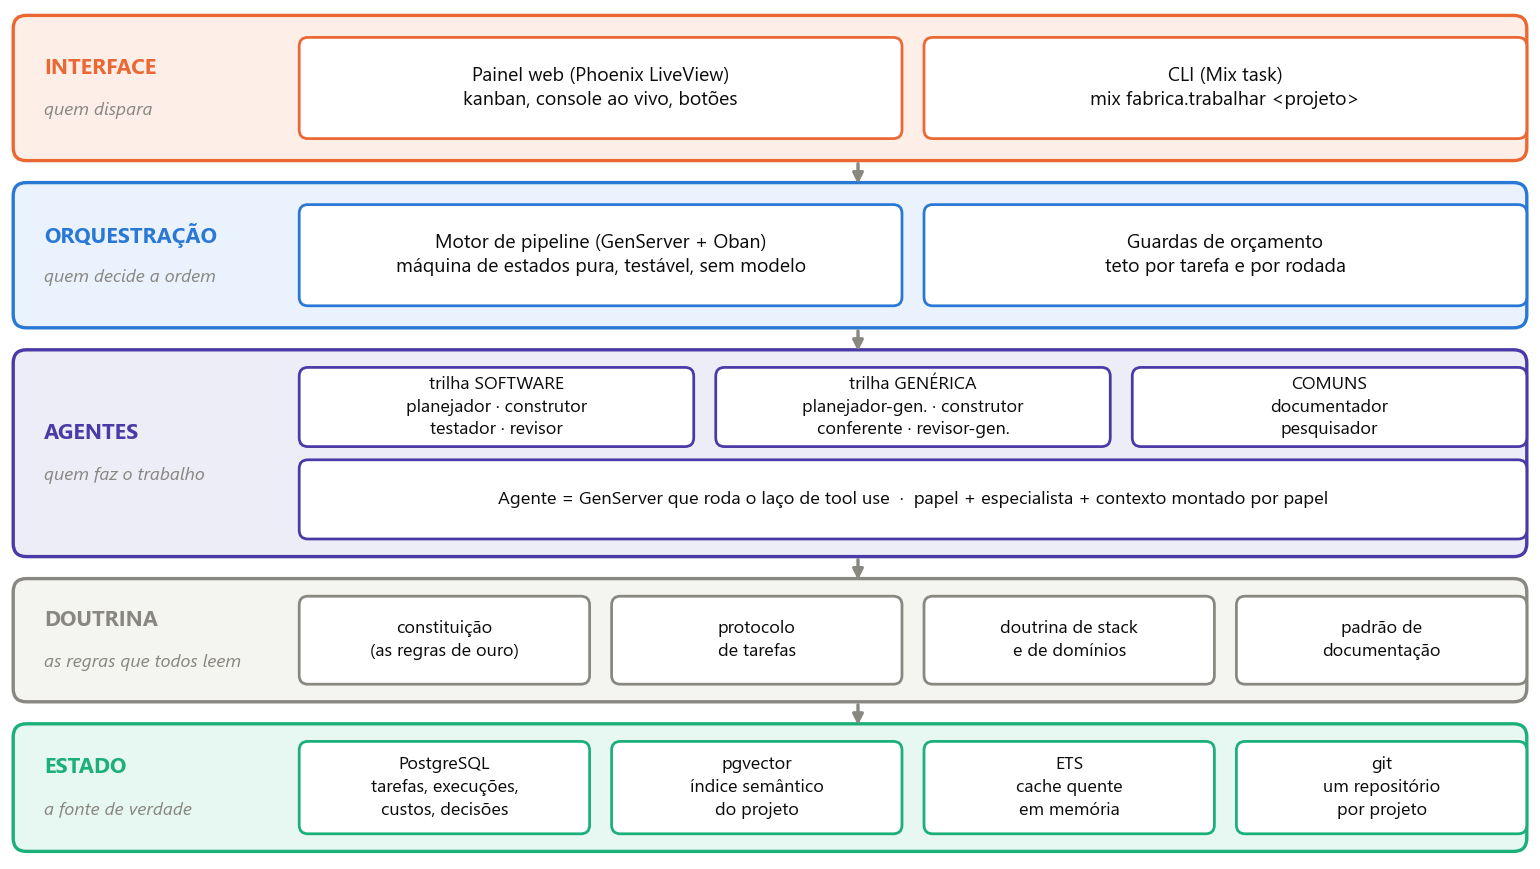 INTERFACE
quem dispara
Painel web (Phoenix LiveView)
kanban, console ao vivo, botões
CLI (Mix task)
mix fabrica.trabalhar <projeto>
ORQUESTRAÇÃO
quem decide a ordem
Motor de pipeline (GenServer + Oban)
máquina de estados pura, testável, sem modelo
Guardas de orçamento
teto por tarefa e por rodada
AGENTES
quem faz o trabalho
trilha SOFTWARE
planejador · construtor
testador · revisor
trilha GENÉRICA
planejador-gen. · construtor
conferente · revisor-gen.
COMUNS
documentador
pesquisador
Agente = GenServer que roda o laço de tool use · papel + especialista + contexto montado por papel
DOUTRINA
as regras que todos leem
constituição
(as regras de ouro)
protocolo
de tarefas
doutrina de stack
e de domínios
padrão de
documentação
ESTADO
a fonte de verdade
PostgreSQL
tarefas, execuções,
custos, decisões
pgvector
índice semântico
do projeto
ETS
cache quente
em memória
git
um repositório
por projeto